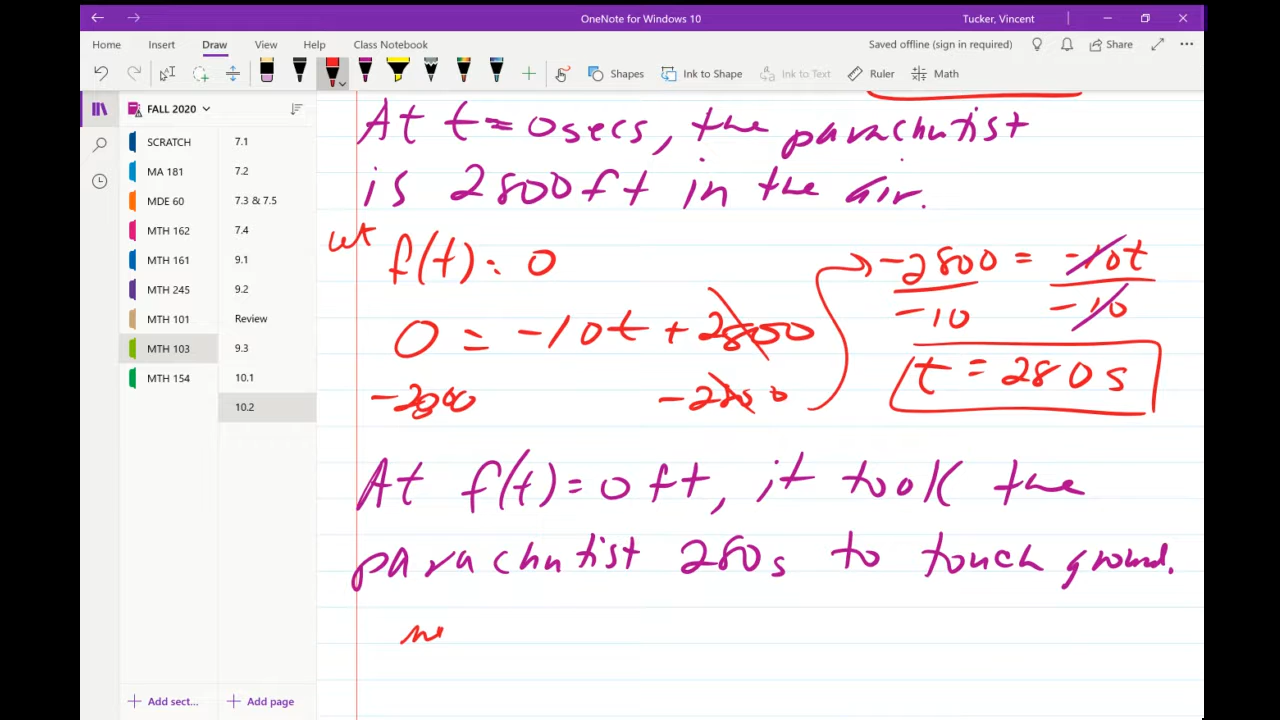 OneNote for Windows 10
Tucker, Vincent
Home Insert Draw View Help Class Notebook
Saved offline (sign in required) Share
Shapes Ink to Shape Ink to Text Ruler Math
FALL 2020
SCRATCH
MA 181
MDE 60
MTH 162
MTH 161
MTH 245
MTH 101
MTH 103
MTH 154
Add sect...
7.1
7.2
7.3 & 7.5
7.4
9.1
9.2
Review
9.3
10.1
10.2
Add page
At t = 0secs, the parachutist
is 2800ft in the air.
let f(t) = 0
0 = -10t + 2800
-2800 -2800
-2800 = -10t
-10 -10
t = 280s
At f(t) = 0 ft, it took the
parachutist 280s to touch ground.